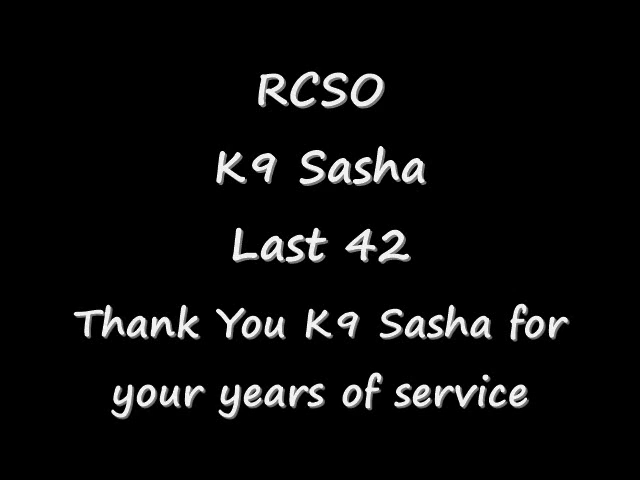 RCSO
K9 Sasha
Last 42
Thank You K9 Sasha for
your years of service